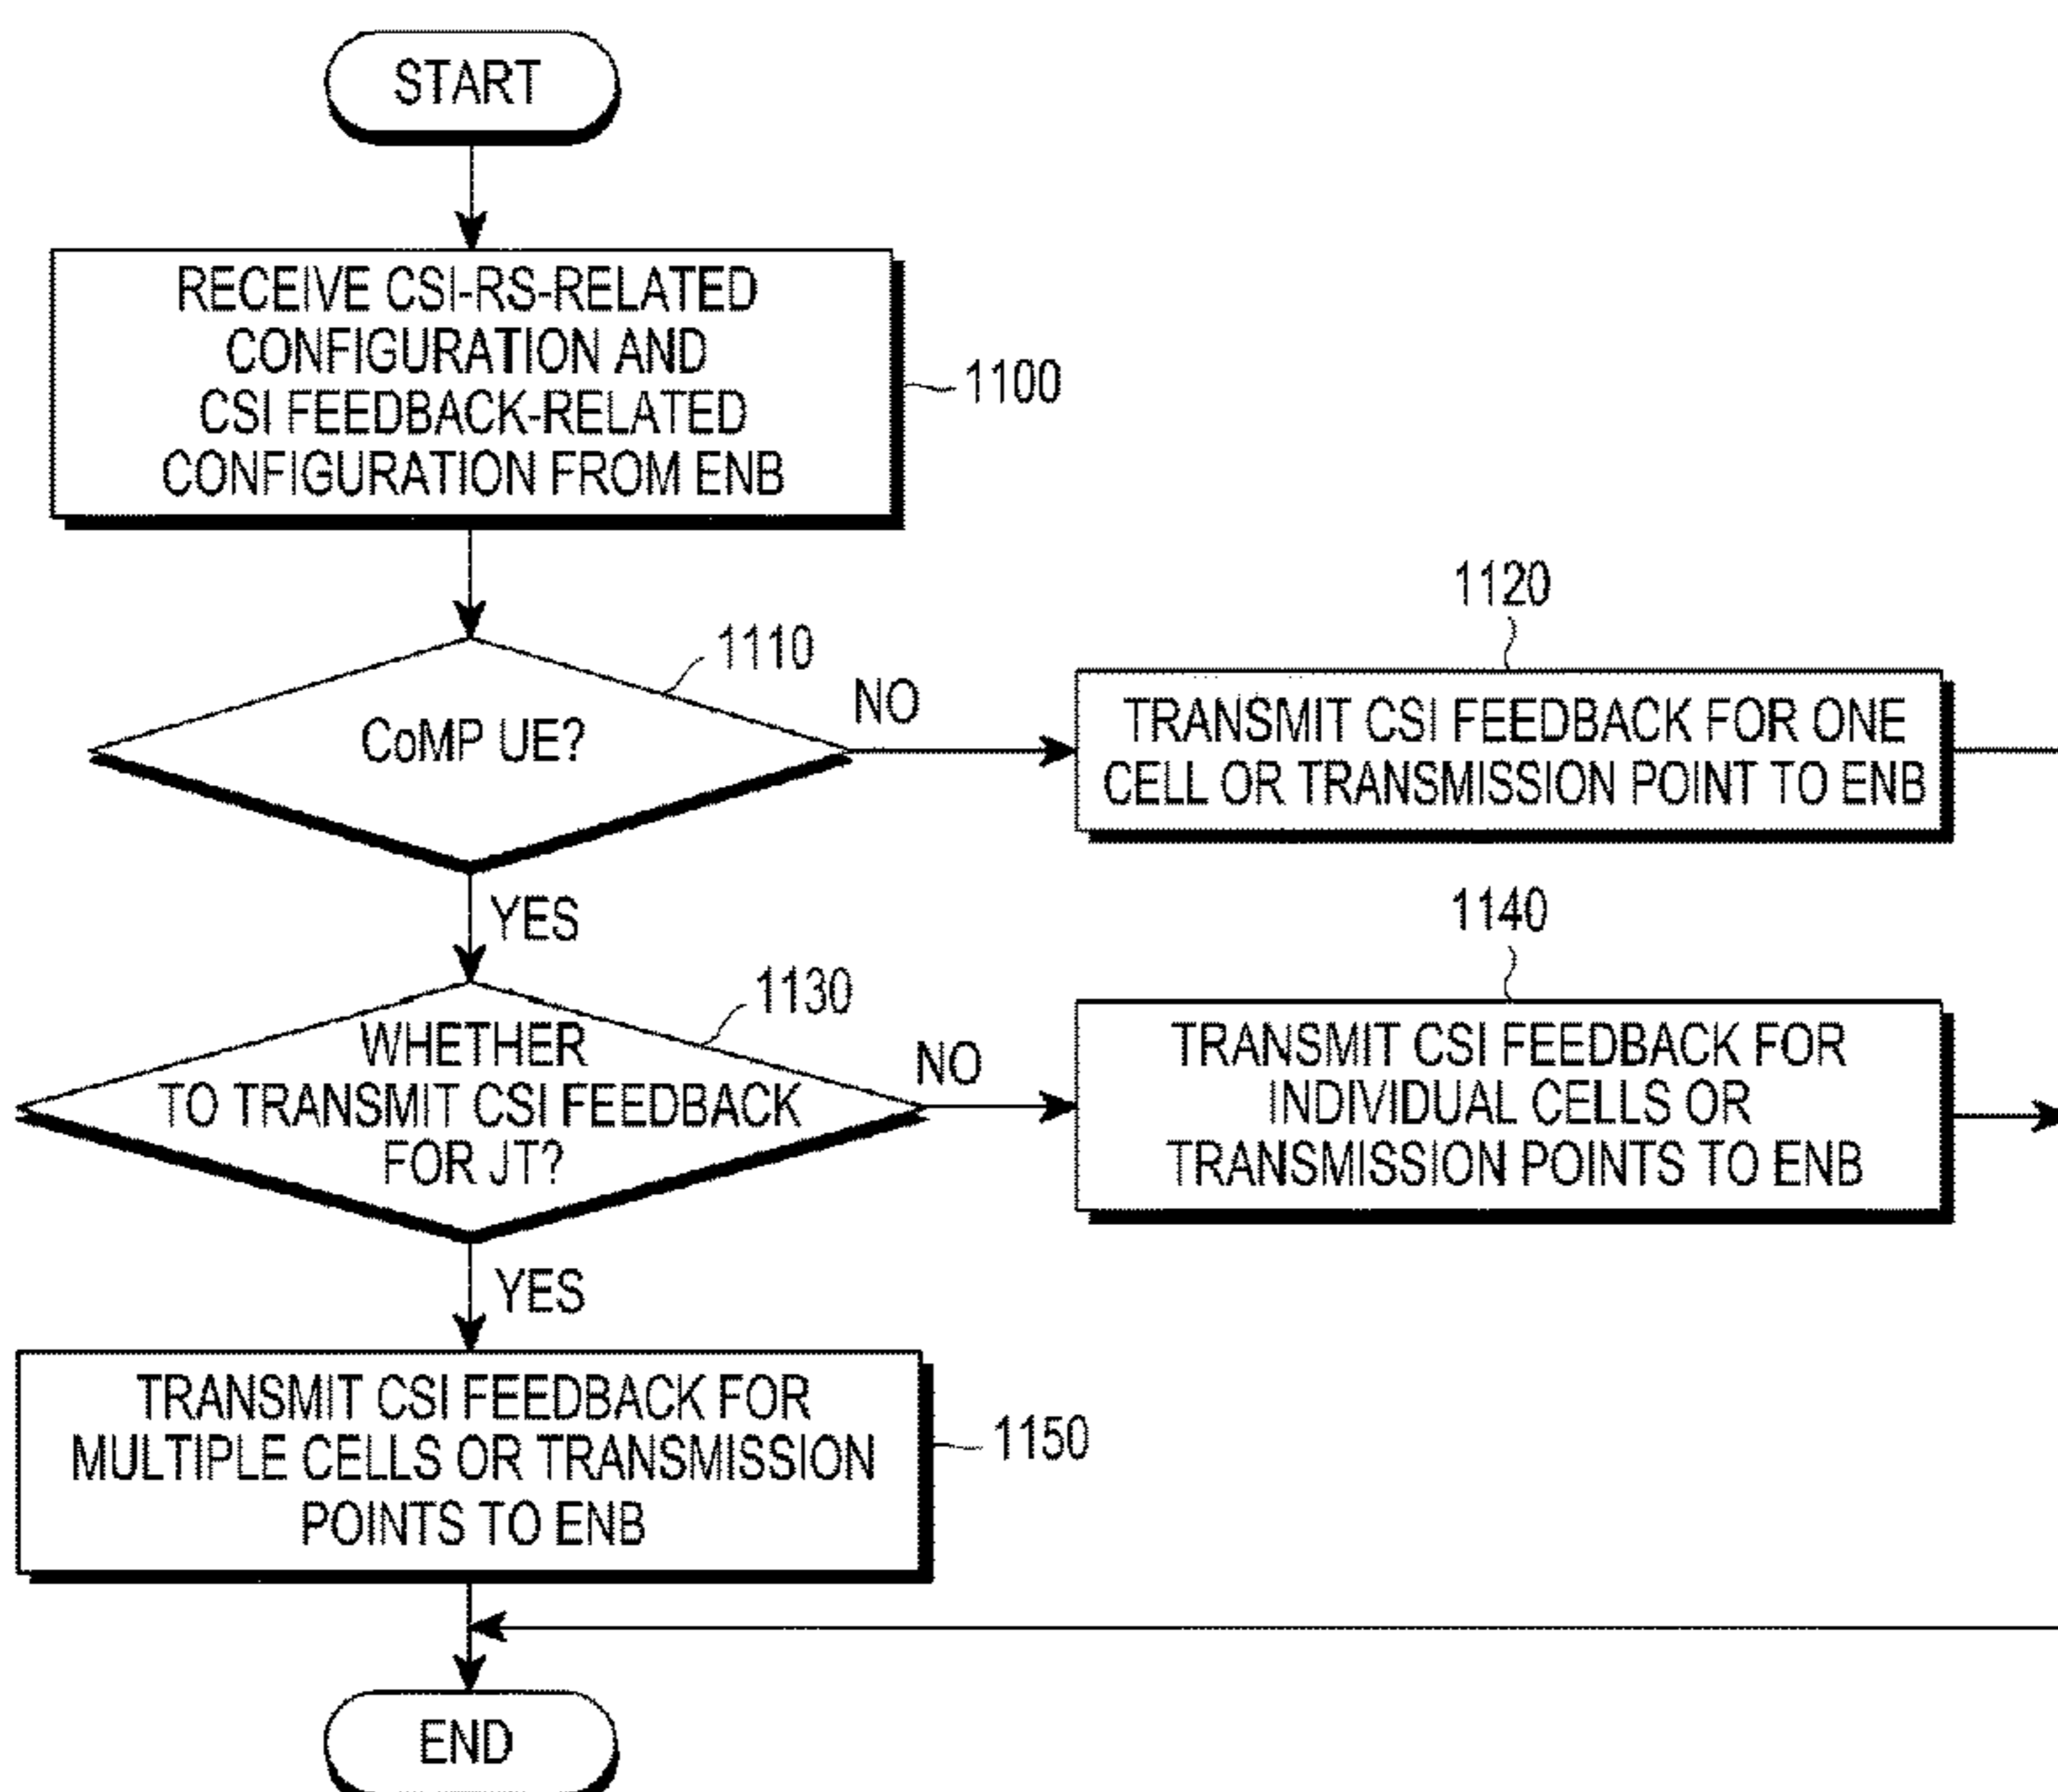 START
RECEIVE CSI-RS-RELATED
CONFIGURATION AND
CSI FEEDBACK-RELATED
CONFIGURATION FROM ENB
1100
CoMP UE?
1110
NO
1120
TRANSMIT CSI FEEDBACK FOR ONE
CELL OR TRANSMISSION POINT TO ENB
YES
WHETHER
TO TRANSMIT CSI FEEDBACK
FOR JT?
1130
NO
1140
TRANSMIT CSI FEEDBACK FOR
INDIVIDUAL CELLS OR
TRANSMISSION POINTS TO ENB
YES
TRANSMIT CSI FEEDBACK FOR
MULTIPLE CELLS OR TRANSMISSION
POINTS TO ENB
1150
END